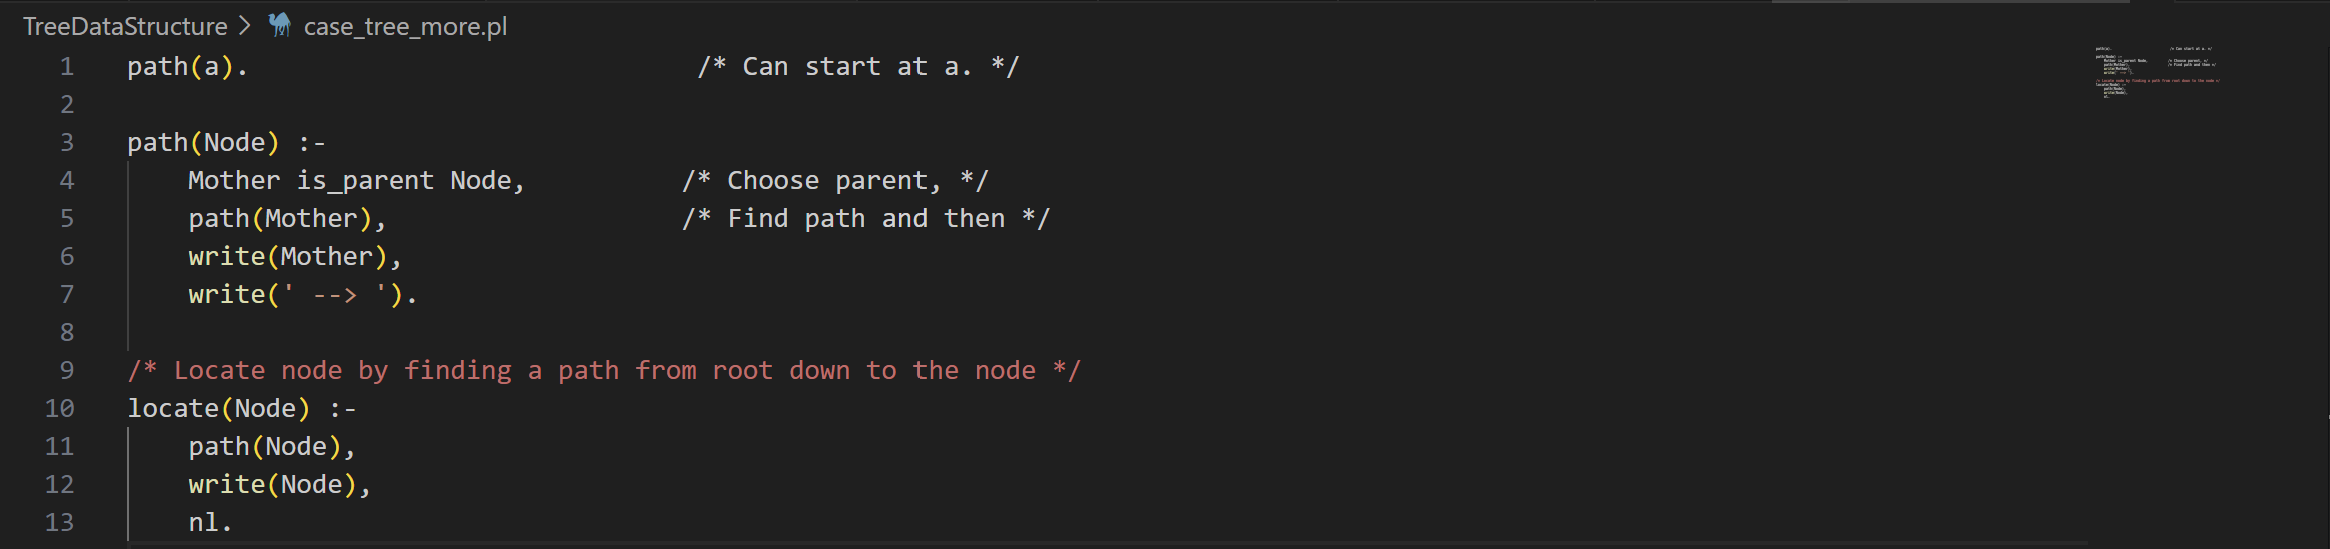 TreeDataStructure > case_tree_more.pl
1 path(a). /* Can start at a. */
2
3 path(Node) :-
4 Mother is_parent Node, /* Choose parent, */
5 path(Mother), /* Find path and then */
6 write(Mother),
7 write(' --> ').
8
9 /* Locate node by finding a path from root down to the node */
10 locate(Node) :-
11 path(Node),
12 write(Node),
13 nl.